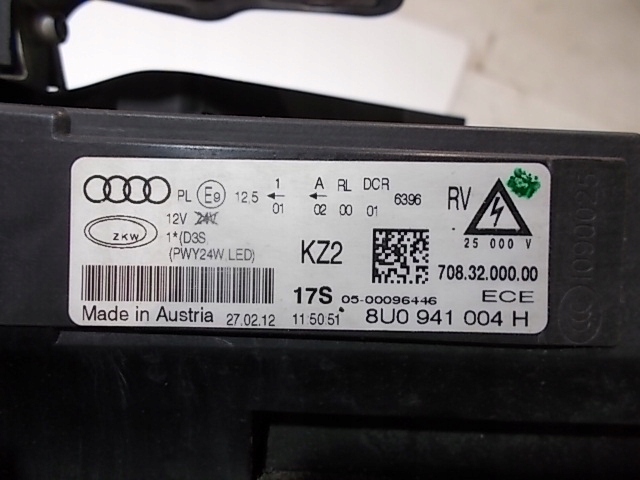 PL E9 12.5 1 A RL DCR 6396 RV
01 02 00 01
12V 24V
ZKW 1*(D3S
(PWY24W LED) KZ2
25 000 V
708.32.000.00
17S 05-00096446 ECE
Made in Austria 27.02.12 11 50 51 8U0 941 004 H